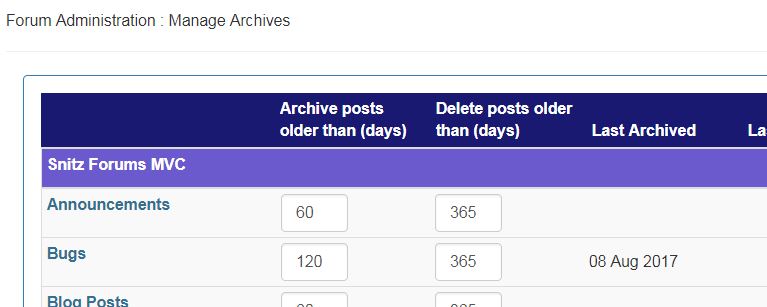 Forum Administration : Manage Archives
Archive posts older than (days) Delete posts older than (days) Last Archived La
Snitz Forums MVC
Announcements 60 365
Bugs 120 365 08 Aug 2017
Blog Posts